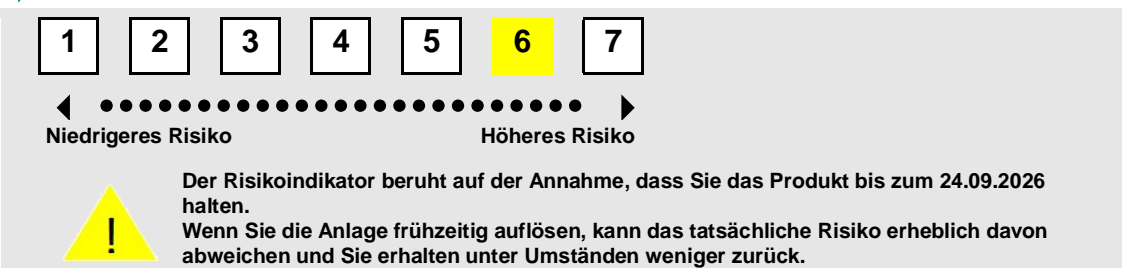 1 2 3 4 5 6 7
Niedrigeres Risiko Höheres Risiko
Der Risikoindikator beruht auf der Annahme, dass Sie das Produkt bis zum 24.09.2026
halten.
!
Wenn Sie die Anlage frühzeitig auflösen, kann das tatsächliche Risiko erheblich davon
abweichen und Sie erhalten unter Umständen weniger zurück.